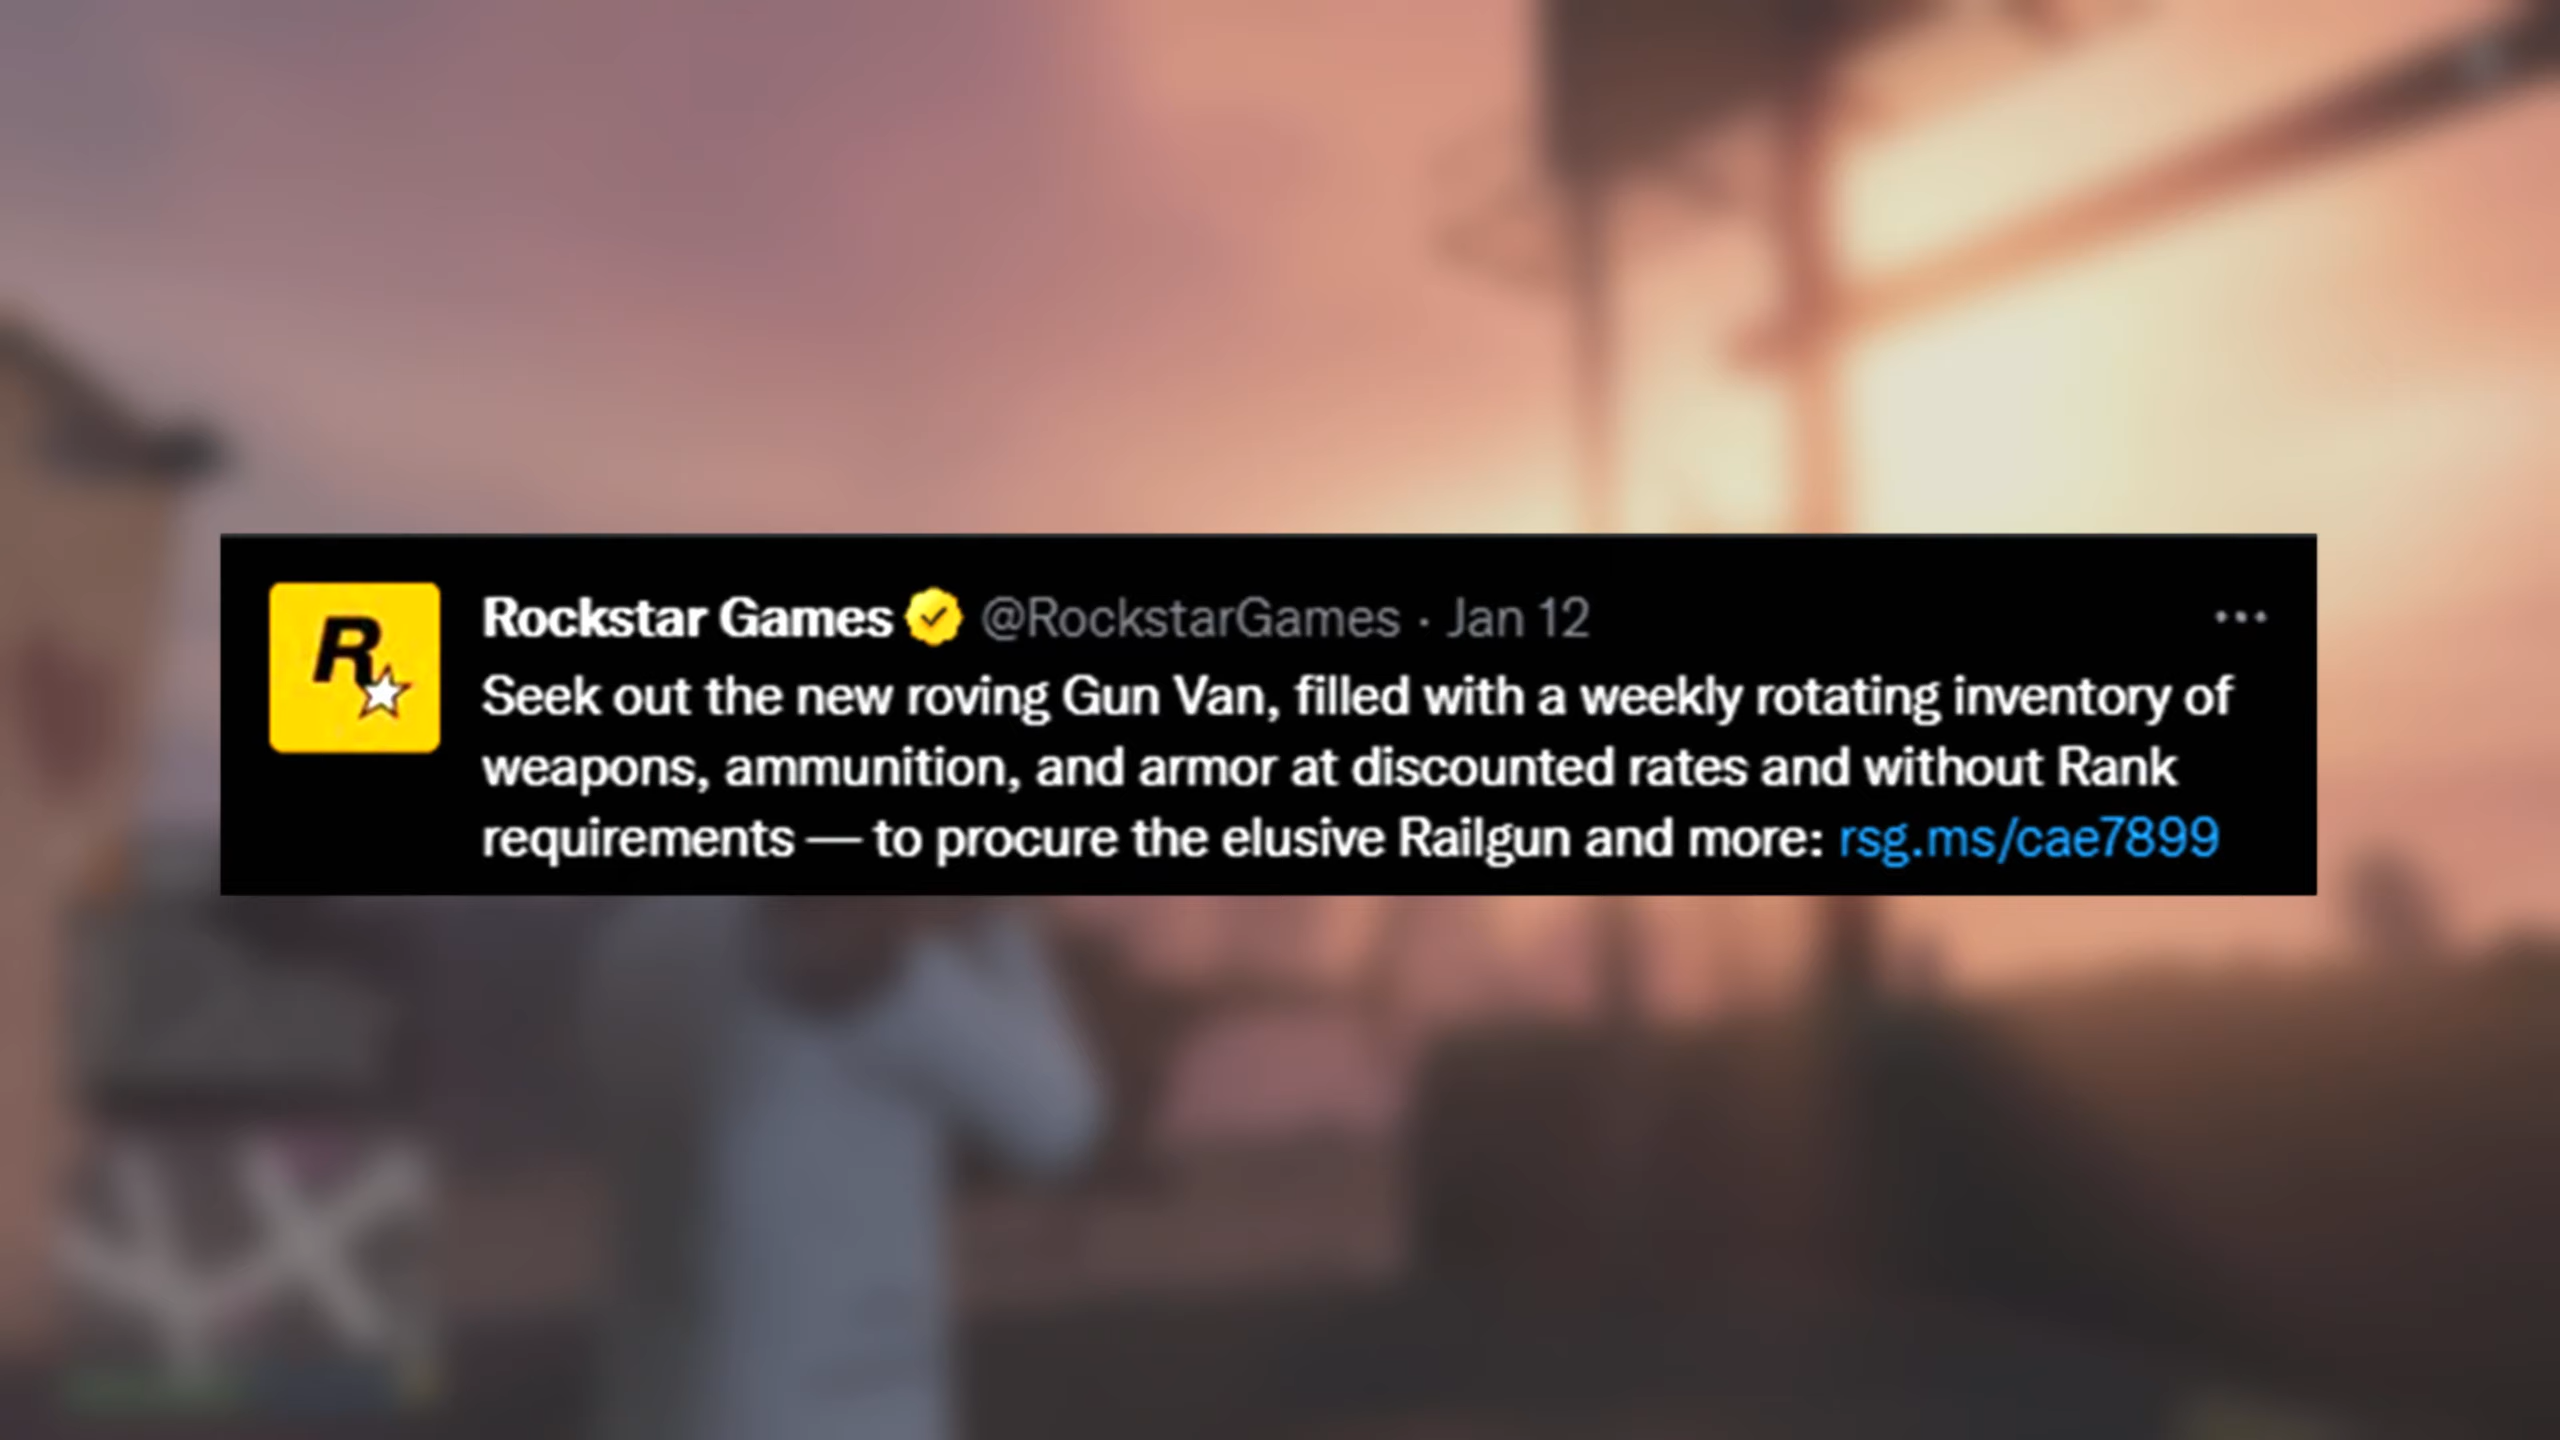 R
Rockstar Games @RockstarGames · Jan 12
Seek out the new roving Gun Van, filled with a weekly rotating inventory of
weapons, ammunition, and armor at discounted rates and without Rank
requirements — to procure the elusive Railgun and more: rsg.ms/cae7899